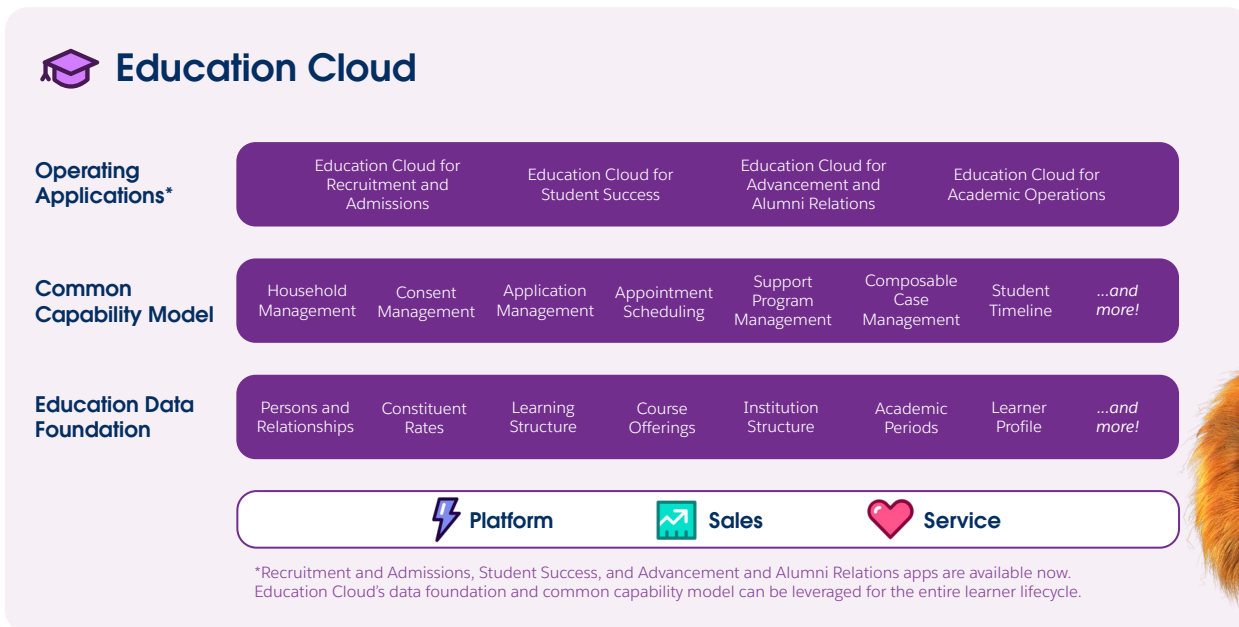 Education Cloud
Operating
Applications*
Education Cloud for
Recruitment and
Admissions
Education Cloud for
Student Success
Education Cloud for
Advancement and
Alumni Relations
Education Cloud for
Academic Operations
Common
Capability Model
Household
Management
Consent
Management
Application
Management
Appointment
Scheduling
Support
Program
Management
Composable
Case
Management
Student
Timeline
...and
more!
Education Data
Foundation
Persons and
Relationships
Constituent
Rates
Learning
Structure
Course
Offerings
Institution
Structure
Academic
Periods
Learner
Profile
...and
more!
Platform
Sales
Service
*Recruitment and Admissions, Student Success, and Advancement and Alumni Relations apps are available now.
Education Cloud's data foundation and common capability model can be leveraged for the entire learner lifecycle.